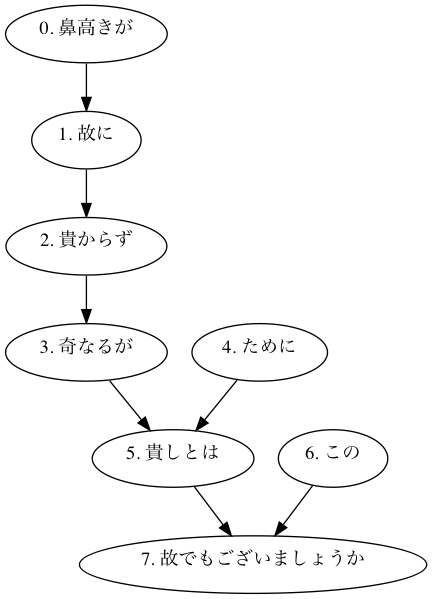 0. 鼻高きが
1. 故に
2. 貴からず
3. 奇なるが
4. ために
5. 貴しとは
6. この
7. 故でもございましょうか